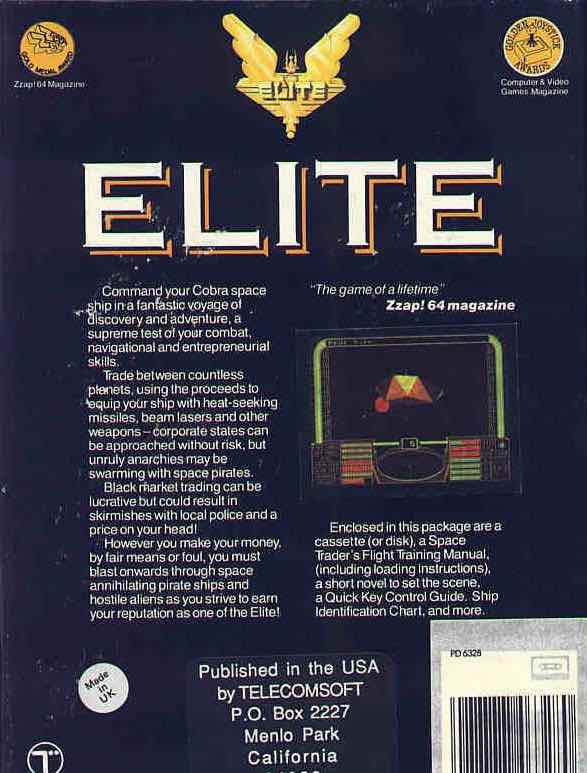 GOLD MEDAL AWARD
Zzap! 64 Magazine
ELITE
GOLDEN JOYSTICK
AWARDS
Computer & Video
Games Magazine
ELITE
Command your Cobra space
ship in a fantastic voyage of
discovery and adventure, a
supreme test of your combat,
navigational and entrepreneurial
skills.
Trade between countless
planets, using the proceeds to
equip your ship with heat-seeking
missiles, beam lasers and other
weapons – corporate states can
be approached without risk, but
unruly anarchies may be
swarming with space pirates.
Black market trading can be
lucrative but could result in
skirmishes with local police and a
price on your head!
However you make your money,
by fair means or foul, you must
blast onwards through space
annihilating pirate ships and
hostile aliens as you strive to earn
your reputation as one of the Elite!
"The game of a lifetime"
Zzap! 64 magazine
S
Enclosed in this package are a
cassette (or disk), a Space
Trader's Flight Training Manual,
(including loading Instructions),
a short novel to set the scene,
a Quick Key Control Guide. Ship
Identification Chart, and more.
Made
in
UK
Published in the USA
by TELECOMSOFT
P.O. Box 2227
Menlo Park
California
PD 6328
T